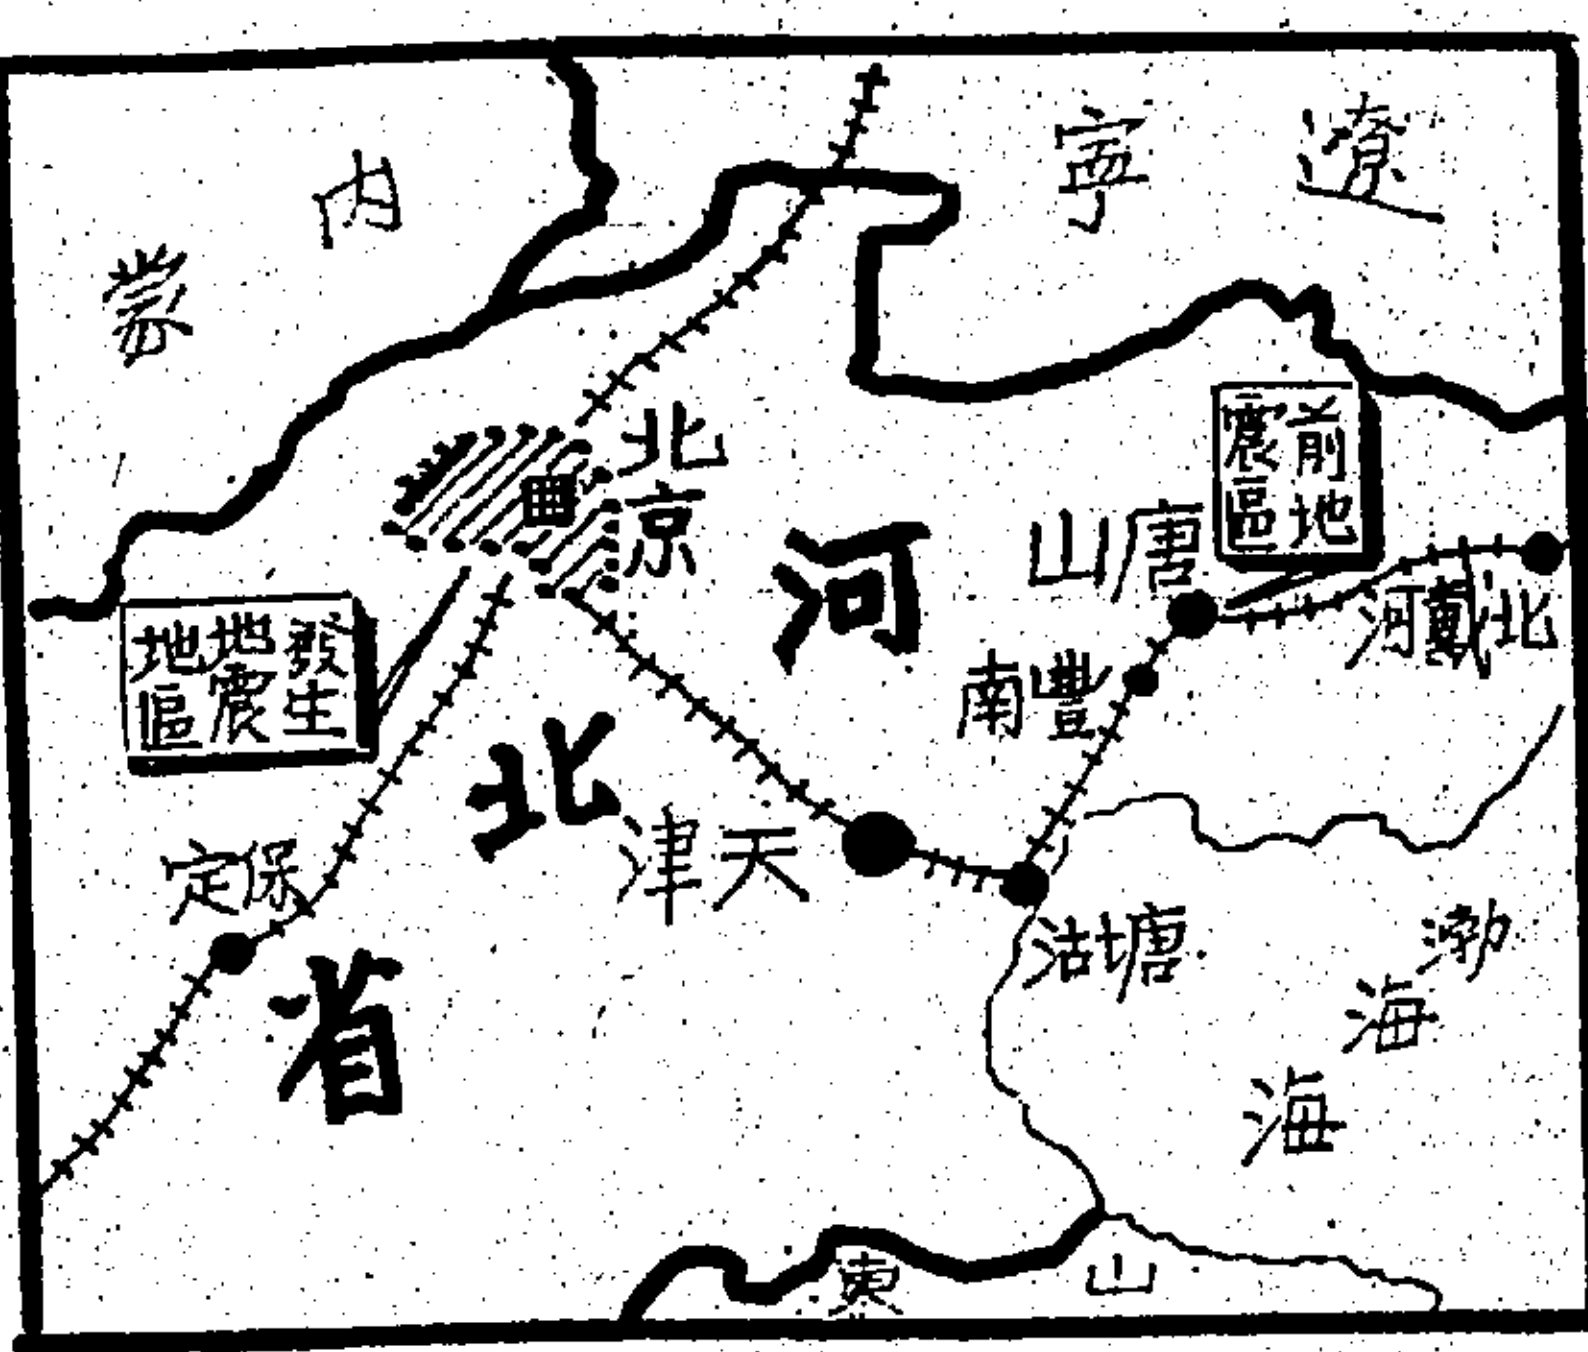 遼寧
內蒙
北京
前地
震區
唐山
河北省
北戴河
發生
地震
地區
豐南
天津
保定
塘沽
渤海海
山東